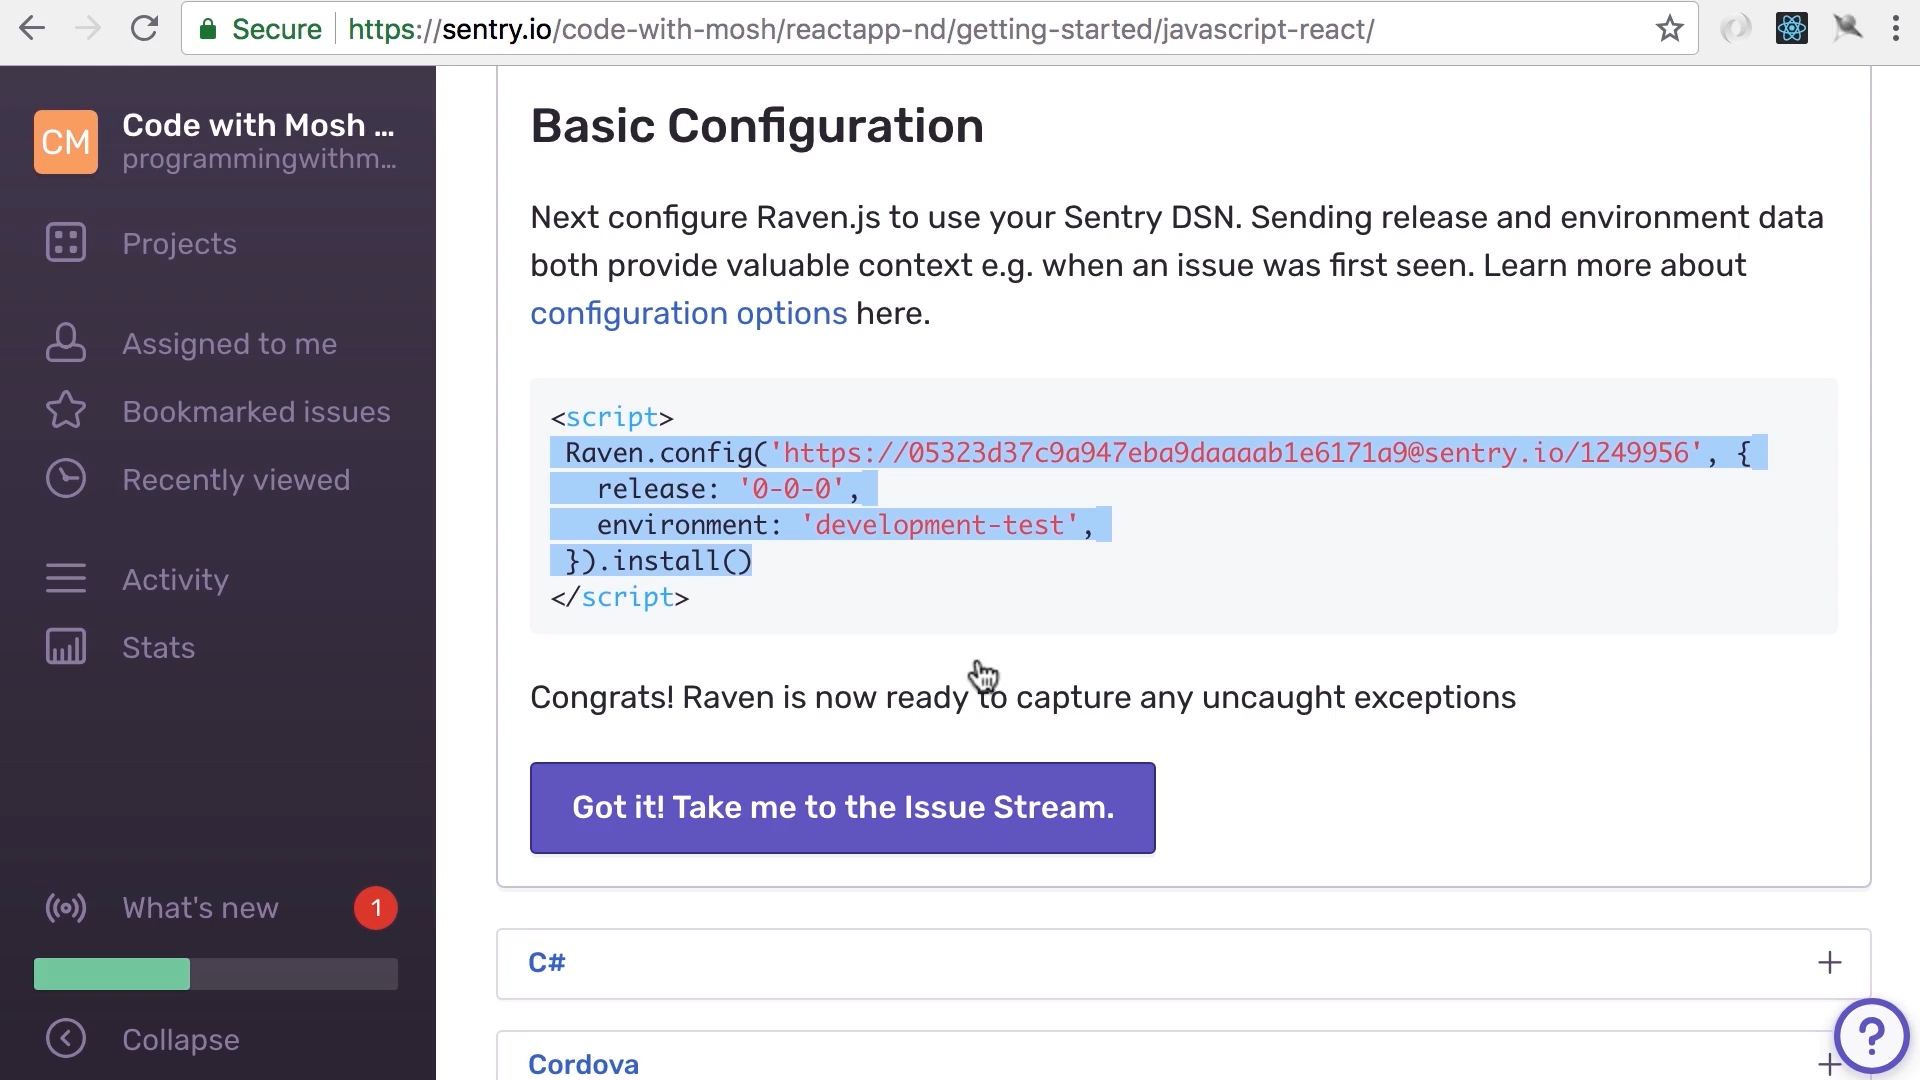 Secure https://sentry.io/code-with-mosh/reactapp-nd/getting-started/javascript-react/
CM
Code with Mosh ...
programmingwithm...
Projects
Assigned to me
Bookmarked issues
Recently viewed
Activity
Stats
What's new 1
Collapse
Basic Configuration
Next configure Raven.js to use your Sentry DSN. Sending release and environment data
both provide valuable context e.g. when an issue was first seen. Learn more about
configuration options here.
<script>
Raven.config('https://05323d37c9a947eba9daaaab1e6171a9@sentry.io/1249956', {
release: '0-0-0',
environment: 'development-test',
}).install()
</script>
Congrats! Raven is now ready to capture any uncaught exceptions
Got it! Take me to the Issue Stream.
C#
Cordova
?